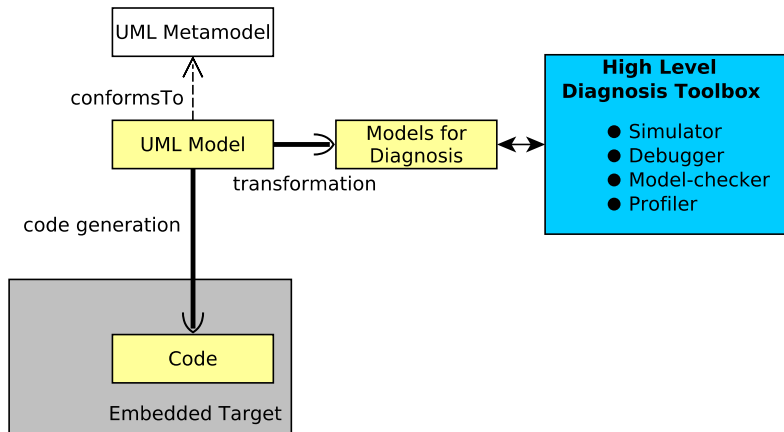 UML Metamodel
conformsTo
UML Model
Models for
Diagnosis
High Level
Diagnosis Toolbox
● Simulator
● Debugger
● Model-checker
● Profiler
transformation
code generation
Code
Embedded Target